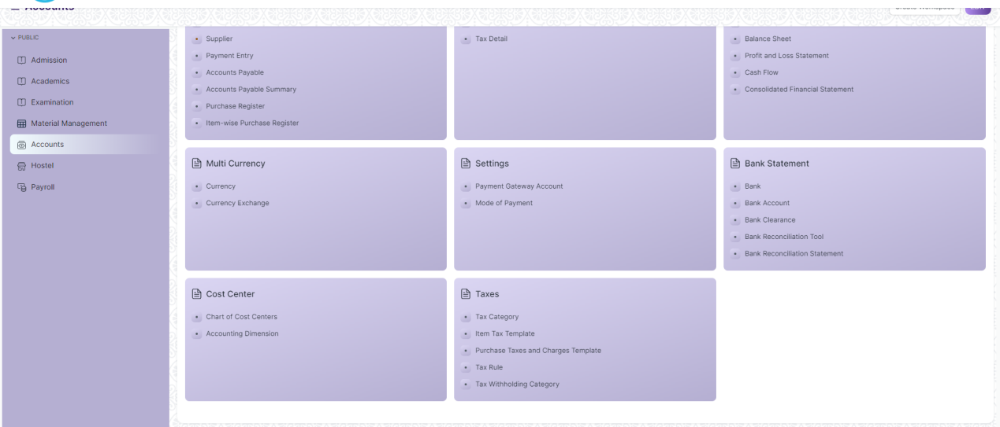 Accounts
Create Workspace
Edit
PUBLIC
Admission
Academics
Examination
Material Management
Accounts
Hostel
Payroll
Supplier
Payment Entry
Accounts Payable
Accounts Payable Summary
Purchase Register
Item-wise Purchase Register
Tax Detail
Balance Sheet
Profit and Loss Statement
Cash Flow
Consolidated Financial Statement
Multi Currency
Currency
Currency Exchange
Settings
Payment Gateway Account
Mode of Payment
Bank Statement
Bank
Bank Account
Bank Clearance
Bank Reconciliation Tool
Bank Reconciliation Statement
Cost Center
Chart of Cost Centers
Accounting Dimension
Taxes
Tax Category
Item Tax Template
Purchase Taxes and Charges Template
Tax Rule
Tax Withholding Category